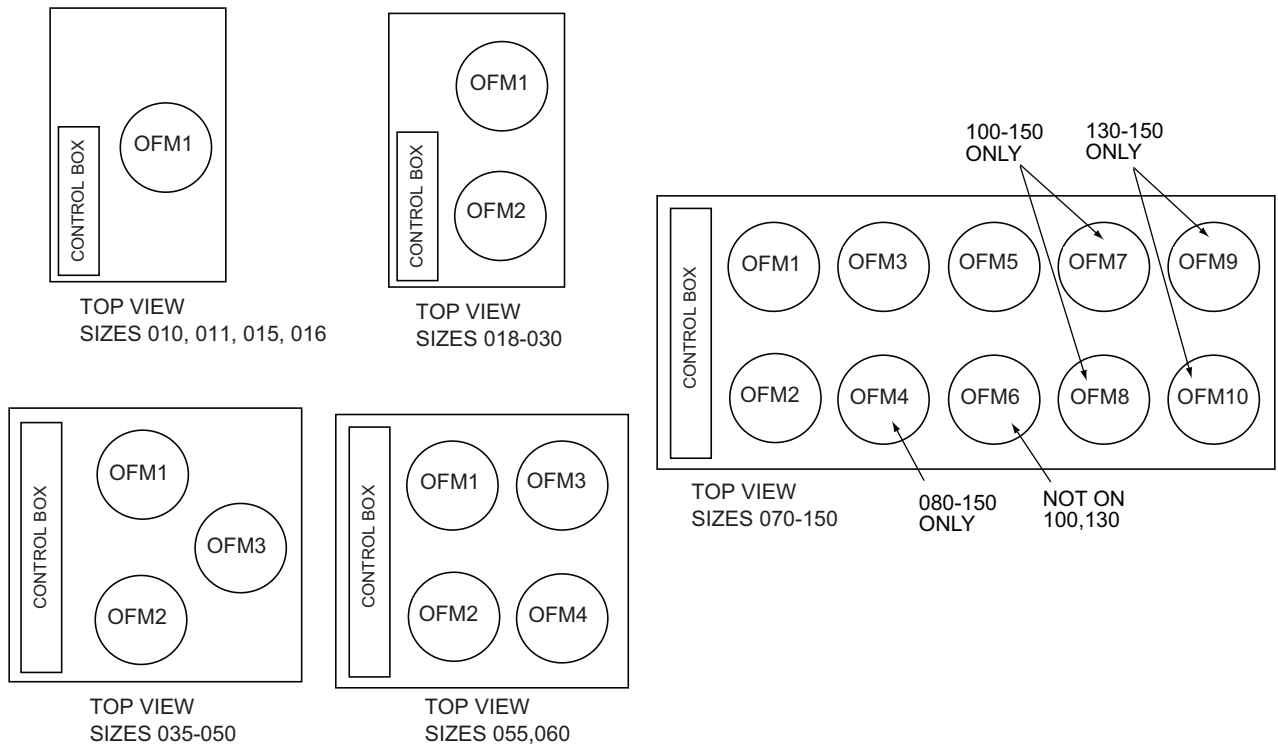 CONTROL BOX
OFM1
TOP VIEW
SIZES 010, 011, 015, 016
CONTROL BOX
OFM1
OFM2
TOP VIEW
SIZES 018-030
100-150
ONLY
130-150
ONLY
CONTROL BOX
OFM1
OFM3
OFM5
OFM7
OFM9
OFM2
OFM4
OFM6
OFM8
OFM10
TOP VIEW
SIZES 070-150
080-150
ONLY
NOT ON
100,130
CONTROL BOX
OFM1
OFM3
OFM2
TOP VIEW
SIZES 035-050
CONTROL BOX
OFM1
OFM3
OFM2
OFM4
TOP VIEW
SIZES 055,060